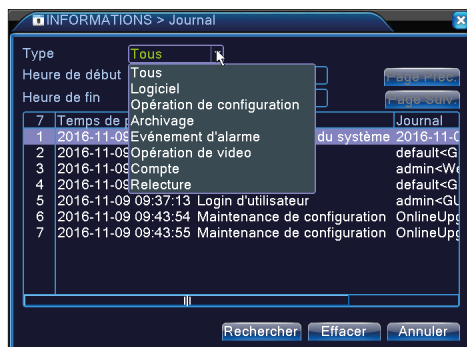 INFORMATIONS > Journal
Type Tous
Heure de début
Page Préc.
Heure de fin
Page Suiv.
Tous
Logiciel
Opération de configuration
Archivage
Evénement d'alarme
Opération de video
Compte
Relecture
7 Temps de Journal
1 2016-11-09 du système 2016-11-0
2 2016-11-09 default<G
3 2016-11-09 admin<We
4 2016-11-09 default<G
5 2016-11-09 09:37:13 Login d'utilisateur admin<GU
6 2016-11-09 09:43:54 Maintenance de configuration OnlineUpg
7 2016-11-09 09:43:55 Maintenance de configuration OnlineUpg
Rechercher Effacer Annuler